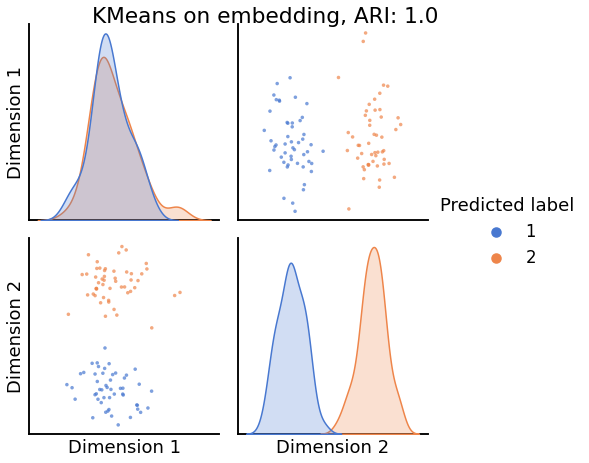 KMeans on embedding, ARI: 1.0
Dimension 1
Predicted label
1
2
Dimension 2
Dimension 1
Dimension 2